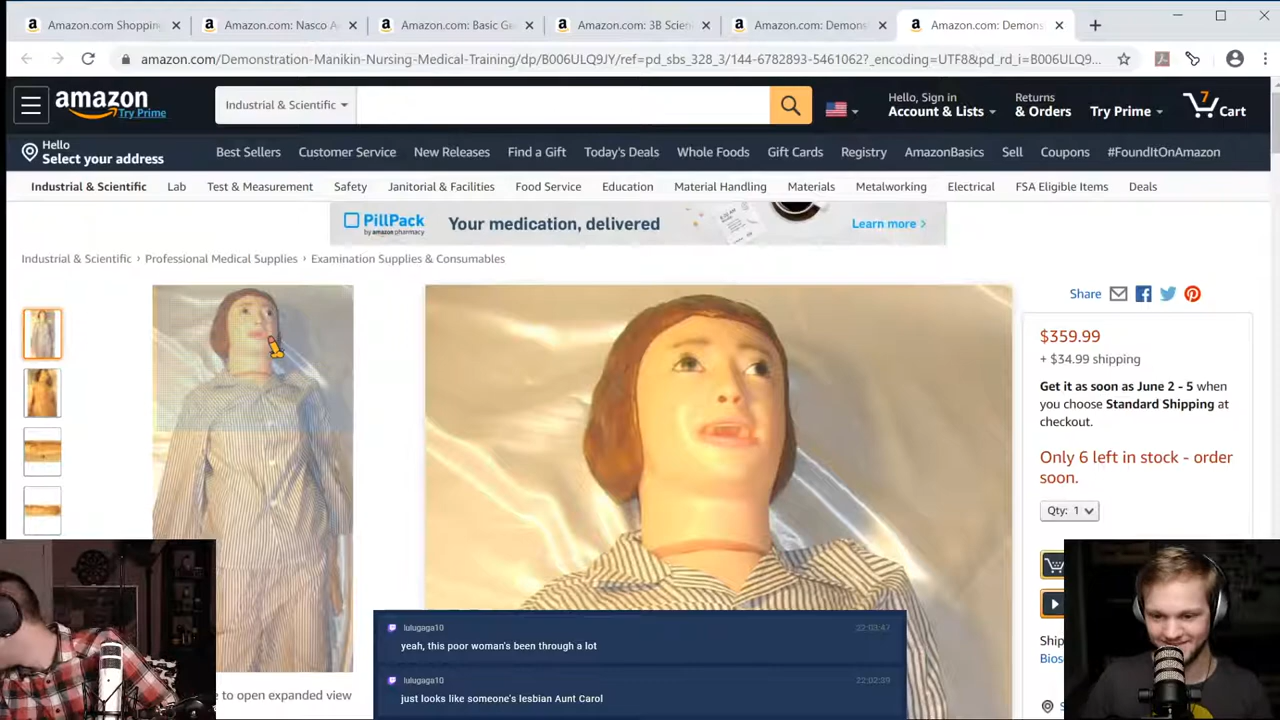 Amazon.com Shopping
Amazon.com: Nasco A
Amazon.com: Basic Ge
Amazon.com: 3B Scien
Amazon.com: Demons
Amazon.com: Demons
amazon.com/Demonstration-Manikin-Nursing-Medical-Training/dp/B006ULQ9JY/ref=pd_sbs_328_3/144-6782893-5461062?_encoding=UTF8&pd_rd_i=B006ULQ9...
amazon
Try Prime
Industrial & Scientific
Hello, Sign in
Account & Lists
Returns
& Orders
Try Prime
7
Cart
Hello
Select your address
Best Sellers Customer Service New Releases Find a Gift Today's Deals Whole Foods Gift Cards Registry AmazonBasics Sell Coupons #FoundItOnAmazon
Industrial & Scientific Lab Test & Measurement Safety Janitorial & Facilities Food Service Education Material Handling Materials Metalworking Electrical FSA Eligible Items Deals
PillPack
by amazon pharmacy
Your medication, delivered
Learn more ›
Industrial & Scientific › Professional Medical Supplies › Examination Supplies & Consumables
Share
$359.99
+ $34.99 shipping
Get it as soon as June 2 - 5 when
you choose Standard Shipping at
checkout.
Only 6 left in stock - order
soon.
Qty: 1
Ship
Bios
e to open expanded view
lulugaga10 22:03:47
yeah, this poor woman's been through a lot
lulugaga10 22:02:09
just looks like someone's lesbian Aunt Carol